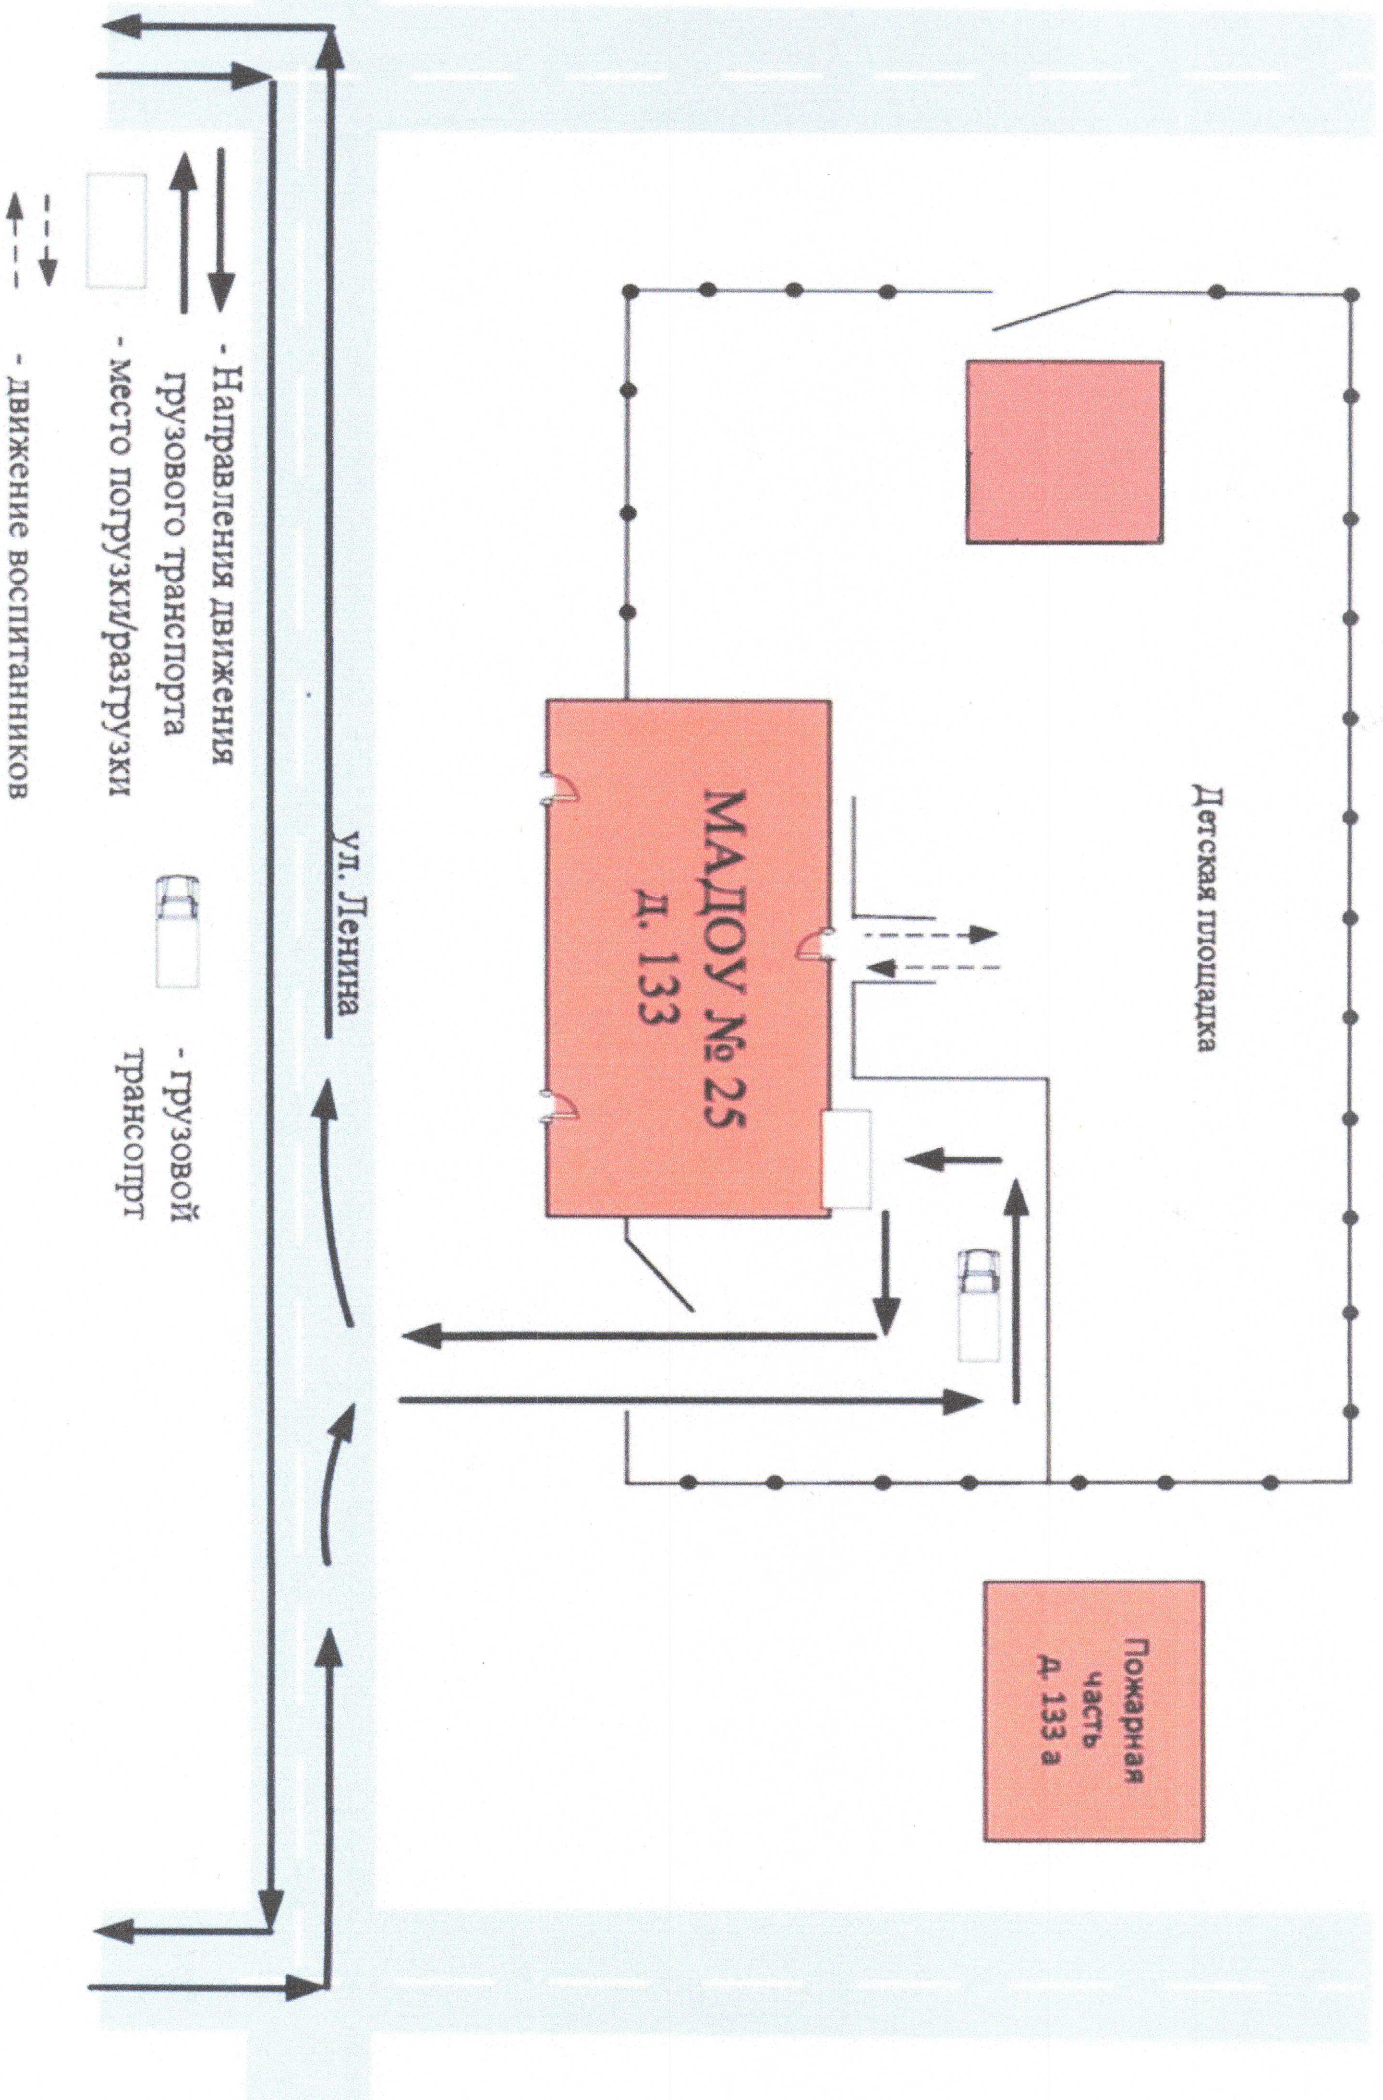 Детская площадка
МАДОУ № 25
д. 133
Пожарная
часть
д. 133 а
ул. Ленина
- Направления движения
грузового транспорта
- место погрузки/разгрузки
- движение воспитанников
- грузовой
трансопрт